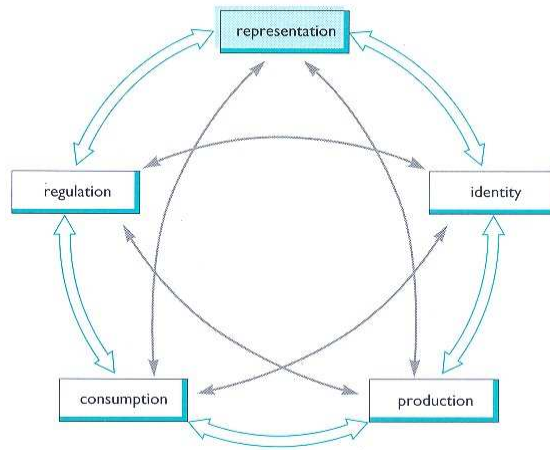 representation
regulation
identity
consumption
production